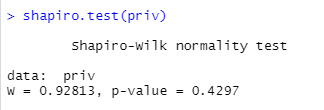 > shapiro.test(priv)
Shapiro-Wilk normality test
data:  priv
W = 0.92813, p-value = 0.4297